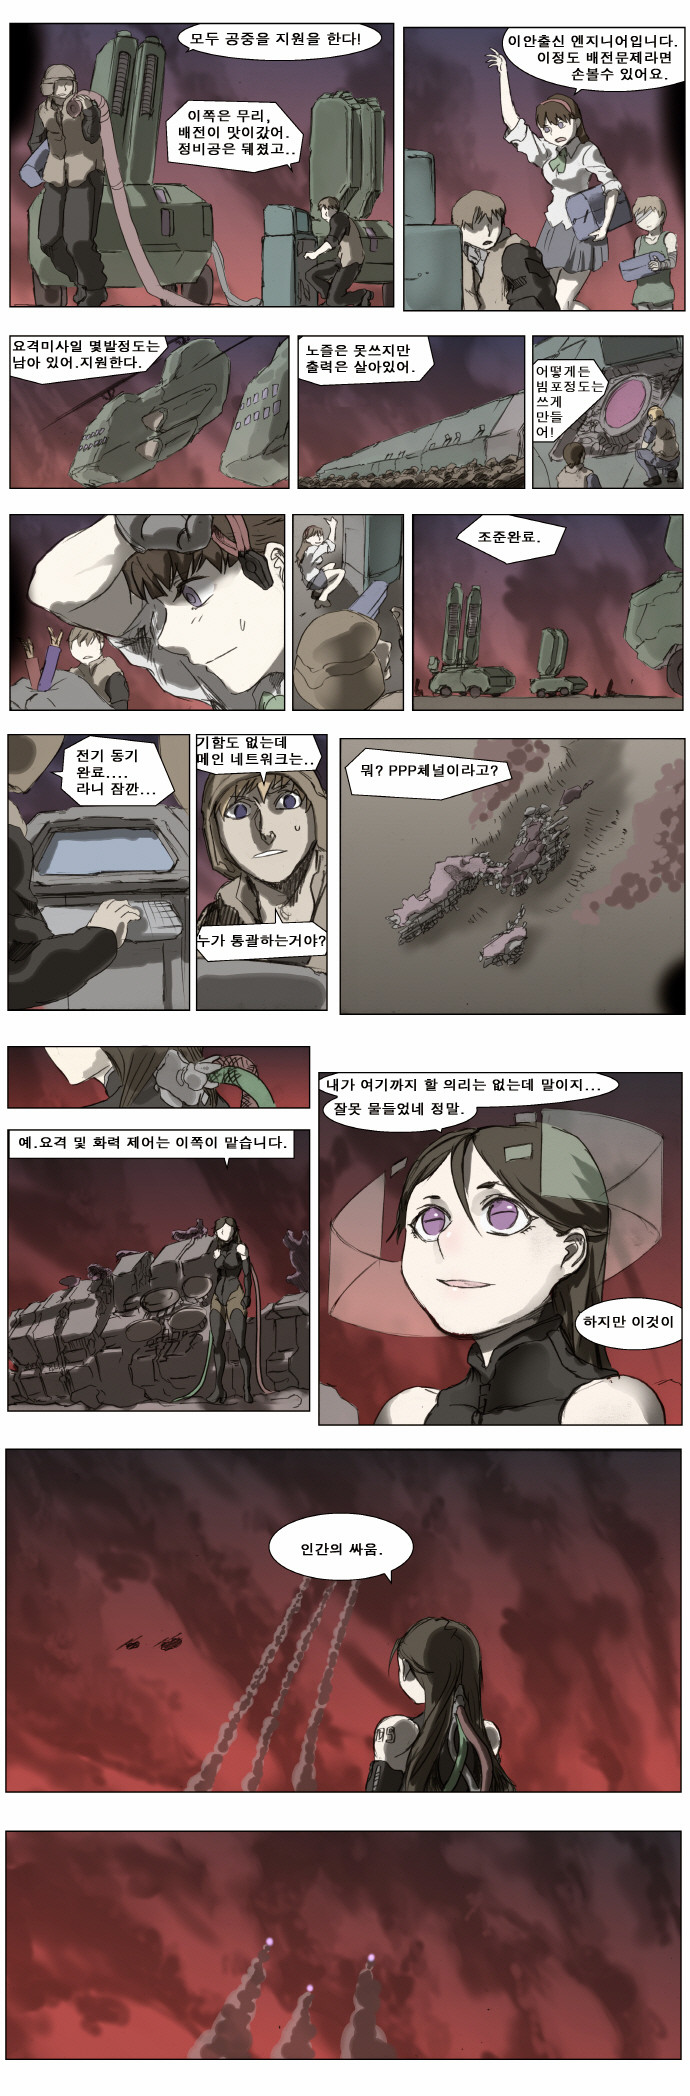 모두 공중을 지원을 한다!
이쪽은 무리,
배전이 맛이갔어.
정비공은 뒈졌고..
이안출신 엔지니어입니다.
이정도 배전문제라면
손볼수 있어요.
요격미사일 몇발정도는
남아 있어.지원한다.
노즐은 못쓰지만
출력은 살아있어.
어떻게든
빔포정도는
쓰게
만들
어!
조준완료.
전기 동기
완료....
라니 잠깐...
기함도 없는데
메인 네트워크는..
누가 통괄하는거야?
뭐? PPP체널이라고?
예.요격 및 화력 제어는 이쪽이 맡습니다.
내가 여기까지 할 의리는 없는데 말이지...
잘못 물들었네 정말.
하지만 이것이
인간의 싸움.